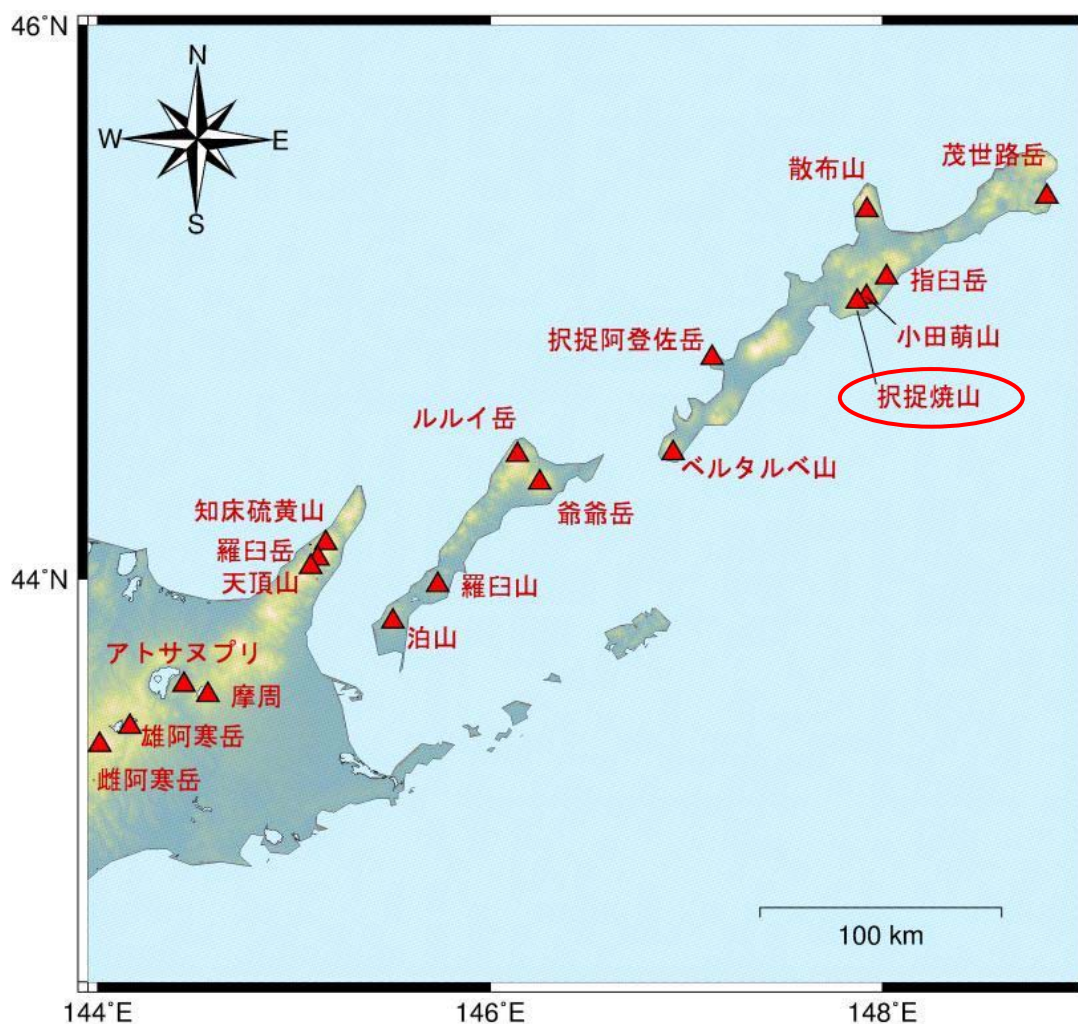 46°N
N
W
E
S
茂世路岳
散布山
指臼岳
小田萌山
択捉阿登佐岳
択捉焼山
ルルイ岳
ベルタルベ山
爺爺岳
知床硫黄山
羅臼岳
天頂山
44°N
羅臼山
泊山
アトサヌプリ
摩周
雄阿寒岳
雌阿寒岳
100 km
144°E
146°E
148°E